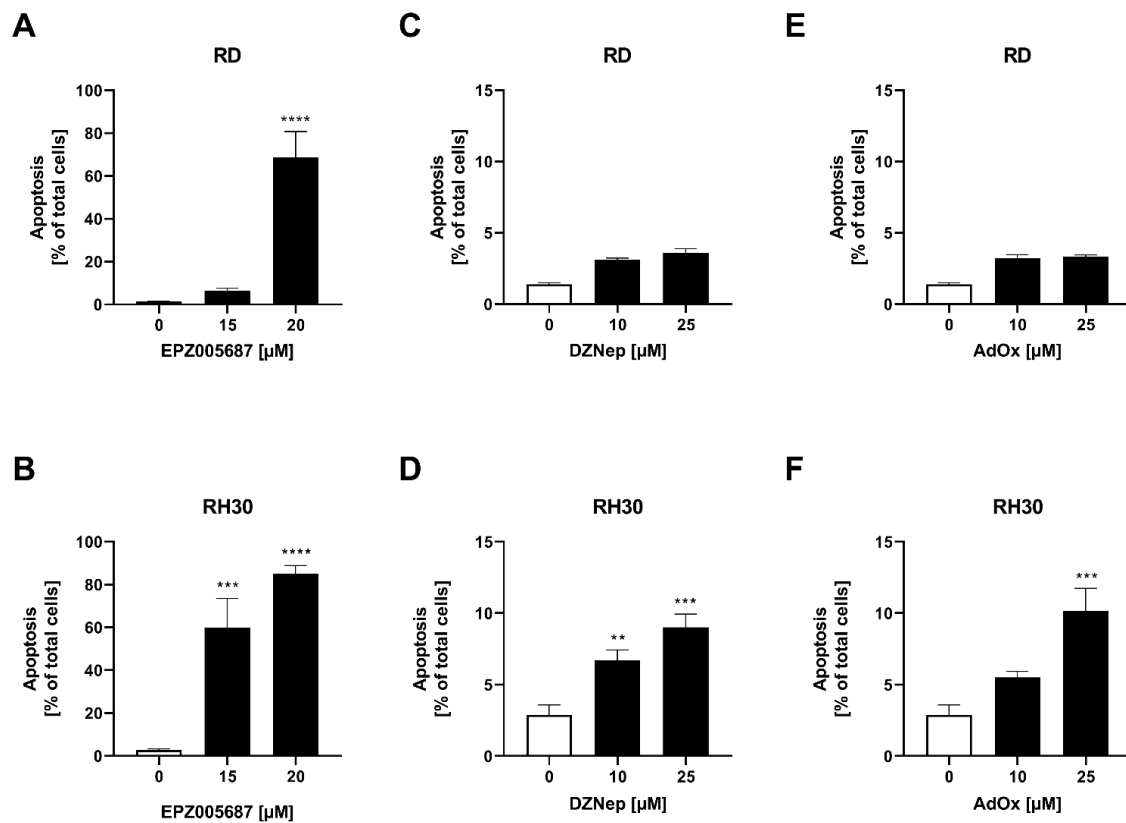 A
RD
Apoptosis
[% of total cells]
100
80
60
40
20
0
****
0 15 20
EPZ005687 [µM]
C
RD
Apoptosis
[% of total cells]
15
10
5
0
0 10 25
DZNep [µM]
E
RD
Apoptosis
[% of total cells]
15
10
5
0
0 10 25
AdOx [µM]
B
RH30
Apoptosis
[% of total cells]
100
80
60
40
20
0
***
****
0 15 20
EPZ005687 [µM]
D
RH30
Apoptosis
[% of total cells]
15
10
5
0
**
***
0 10 25
DZNep [µM]
F
RH30
Apoptosis
[% of total cells]
15
10
5
0
***
0 10 25
AdOx [µM]